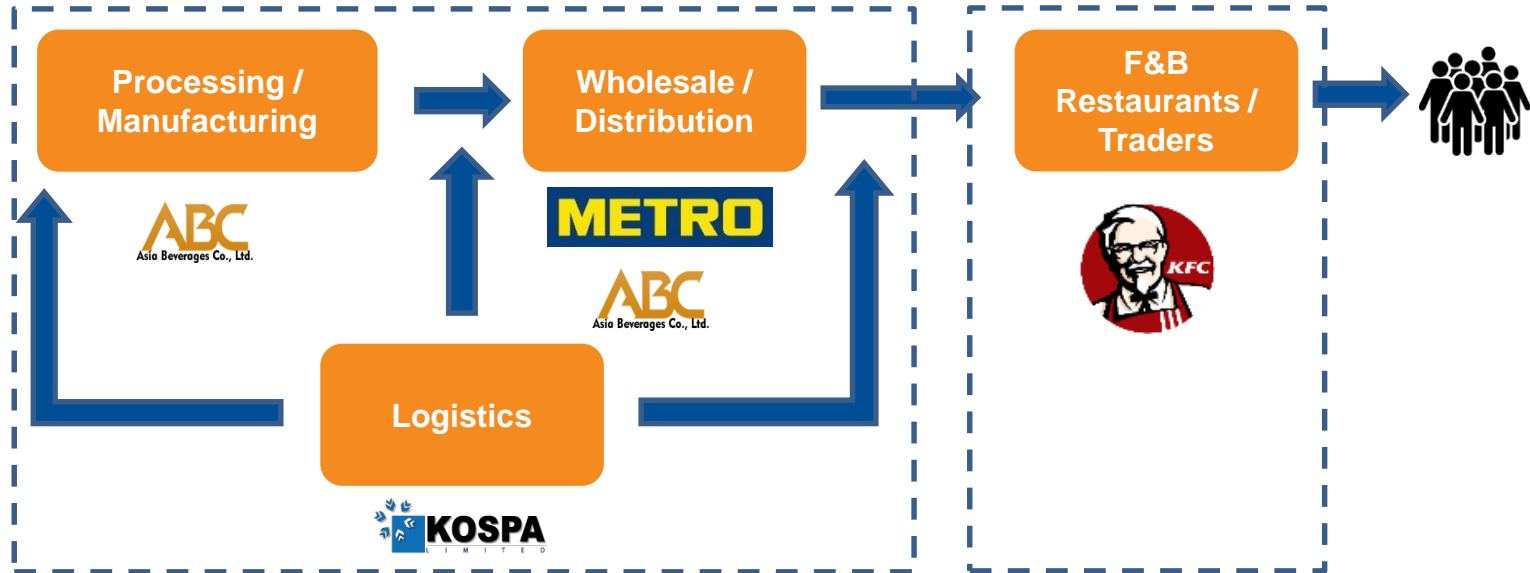 Processing /
Manufacturing
Wholesale /
Distribution
F&B
Restaurants /
Traders
ABC
Asia Beverages Co., Ltd.
METRO
ABC
Asia Beverages Co., Ltd.
KFC
Logistics
KOSPA
LIMITED